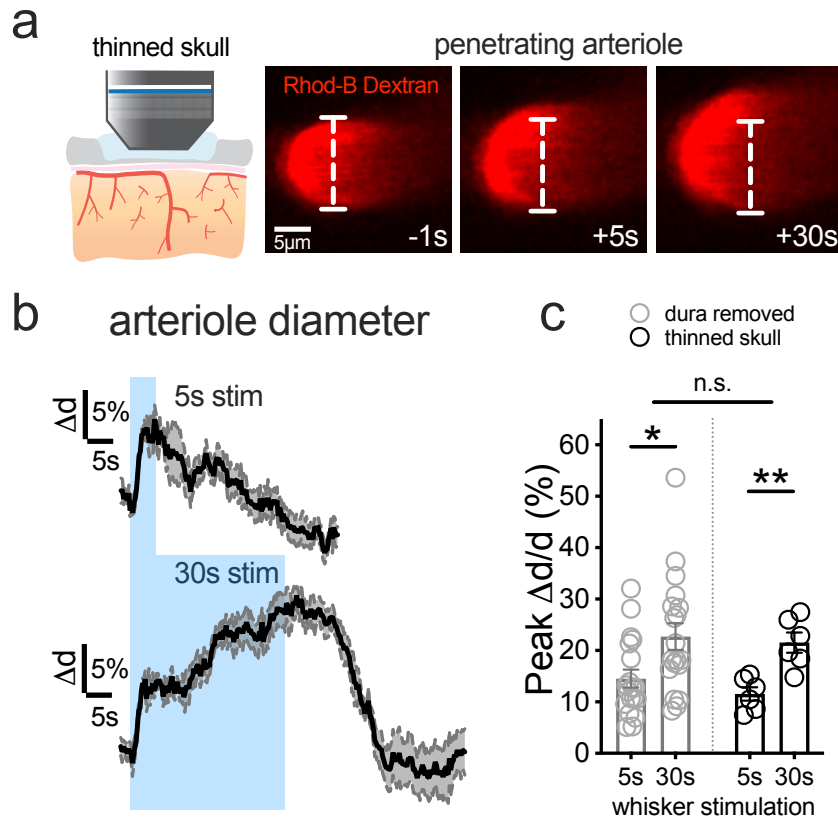 a
thinned skull
penetrating arteriole
Rhod-B Dextran
5µm
-1s
+5s
+30s
b
arteriole diameter
Δd
5%
5s
5s stim
30s stim
Δd
5%
5s
c
dura removed
thinned skull
n.s.
*
**
Peak Δd/d (%)
60
50
40
30
20
10
0
5s 30s 5s 30s
whisker stimulation